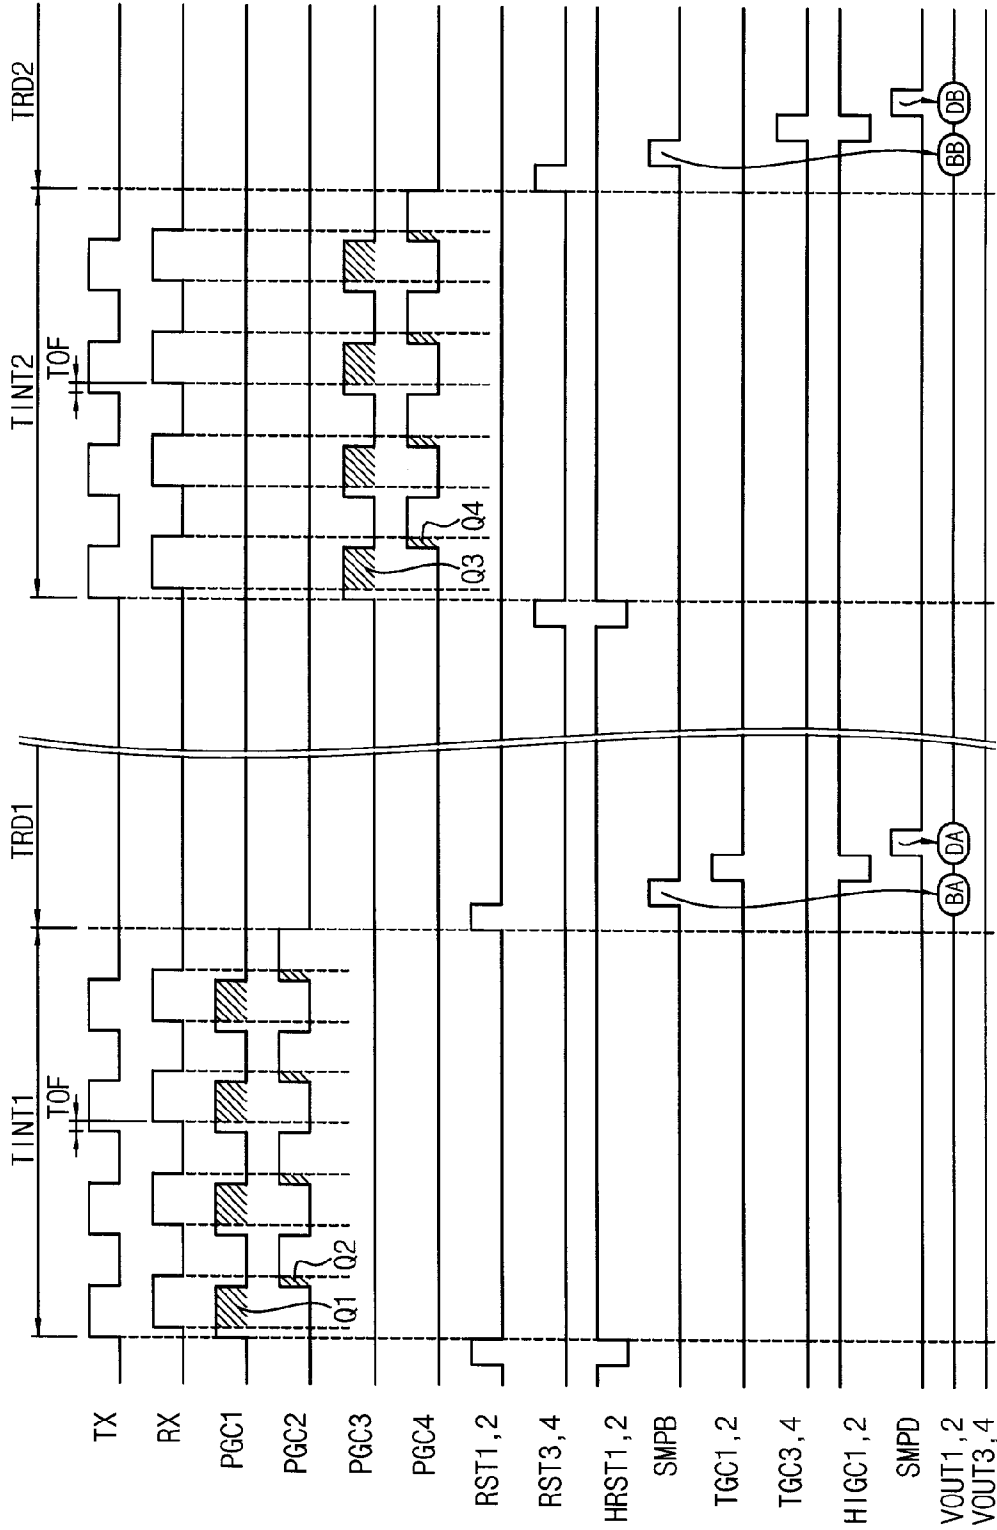 TINT1
TRD1
TINT2
TRD2
TOF
TOF
TX
RX
PGC1
Q1
PGC2
Q2
PGC3
Q3
PGC4
Q4
RST1,2
RST3,4
HRST1,2
SMPB
TGC1,2
TGC3,4
HIGC1,2
SMPD
VOUT1,2
BA
DA
BB
DB
VOUT3,4